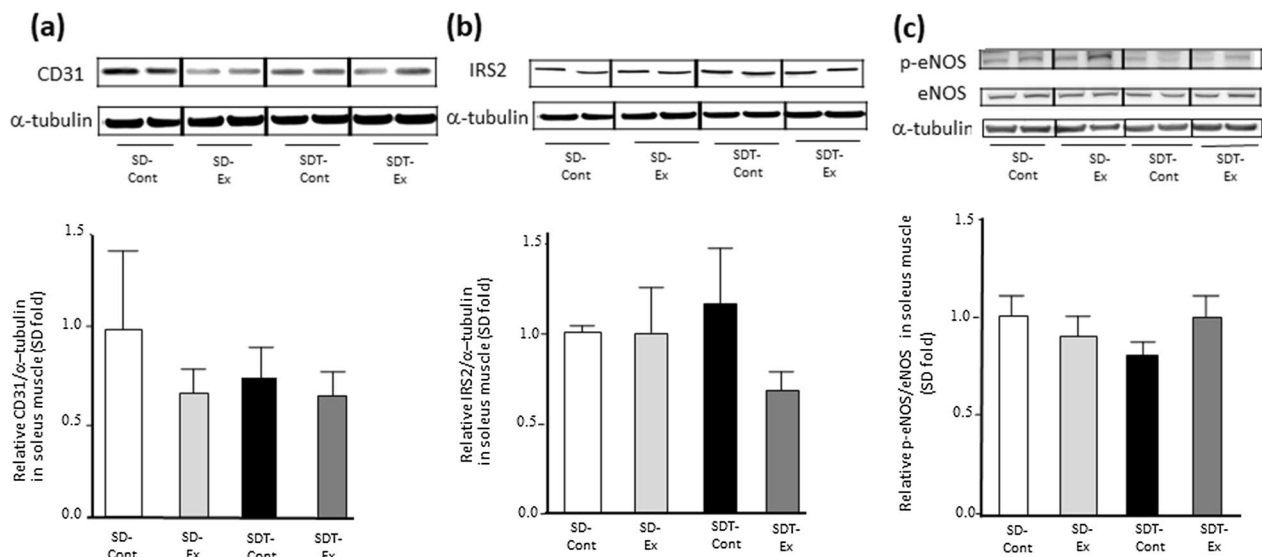 (a)
CD31
α-tubulin
SD-
Cont
SD-
Ex
SDT-
Cont
SDT-
Ex
Relative CD31/α–tubulin
in soleus muscle (SD fold)
1.5
1.0
0.5
0.0
SD-
Cont
SD-
Ex
SDT-
Cont
SDT-
Ex
(b)
IRS2
α-tubulin
SD-
Cont
SD-
Ex
SDT-
Cont
SDT-
Ex
Relative IRS2/α–tubulin
in soleus muscle (SD fold)
1.5
1.0
0.5
0.0
SD-
Cont
SD-
Ex
SDT-
Cont
SDT-
Ex
(c)
p-eNOS
eNOS
α-tubulin
SD-
Cont
SD-
Ex
SDT-
Cont
SDT-
Ex
Relative p-eNOS/eNOS in soleus muscle
(SD fold)
1.5
1.0
0.5
0.0
SD-
Cont
SD-
Ex
SDT-
Cont
SDT-
Ex